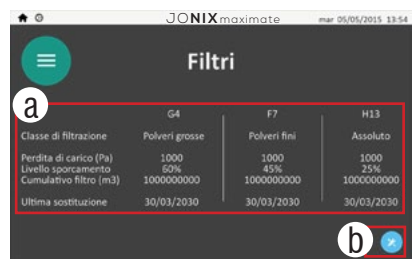 JONIXmaximate mar 05/05/2015 13:54
Filtri
a
G4 F7 H13
Classe di filtrazione Polveri grosse Polveri fini Assoluto
Perdita di carico (Pa) 1000 1000 1000
Livello sporcamento 60% 45% 25%
Cumulativo filtro (m3) 1000000000 1000000000 1000000000
Ultima sostituzione 30/03/2030 30/03/2030 30/03/2030
b